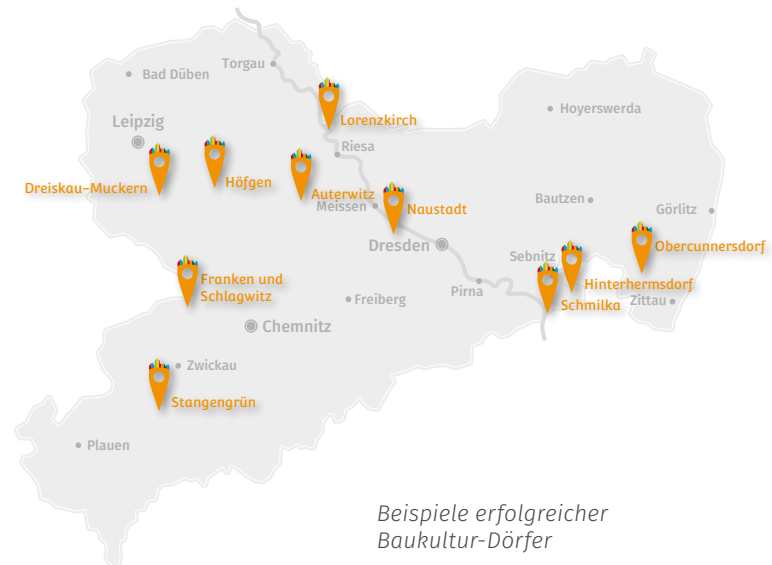 Torgau
Bad Düben
Hoyerswerda
Leipzig
Lorenzkirch
Riesa
Dreiskau-Muckern
Höfgen
Auterwitz
Meissen
Naustadt
Bautzen
Görlitz
Dresden
Sebnitz
Obercunnersdorf
Franken und
Schlagwitz
Freiberg
Pirna
Hinterhermsdorf
Schmilka
Zittau
Chemnitz
Zwickau
Stangengrün
Plauen
Beispiele erfolgreicher
Baukultur-Dörfer